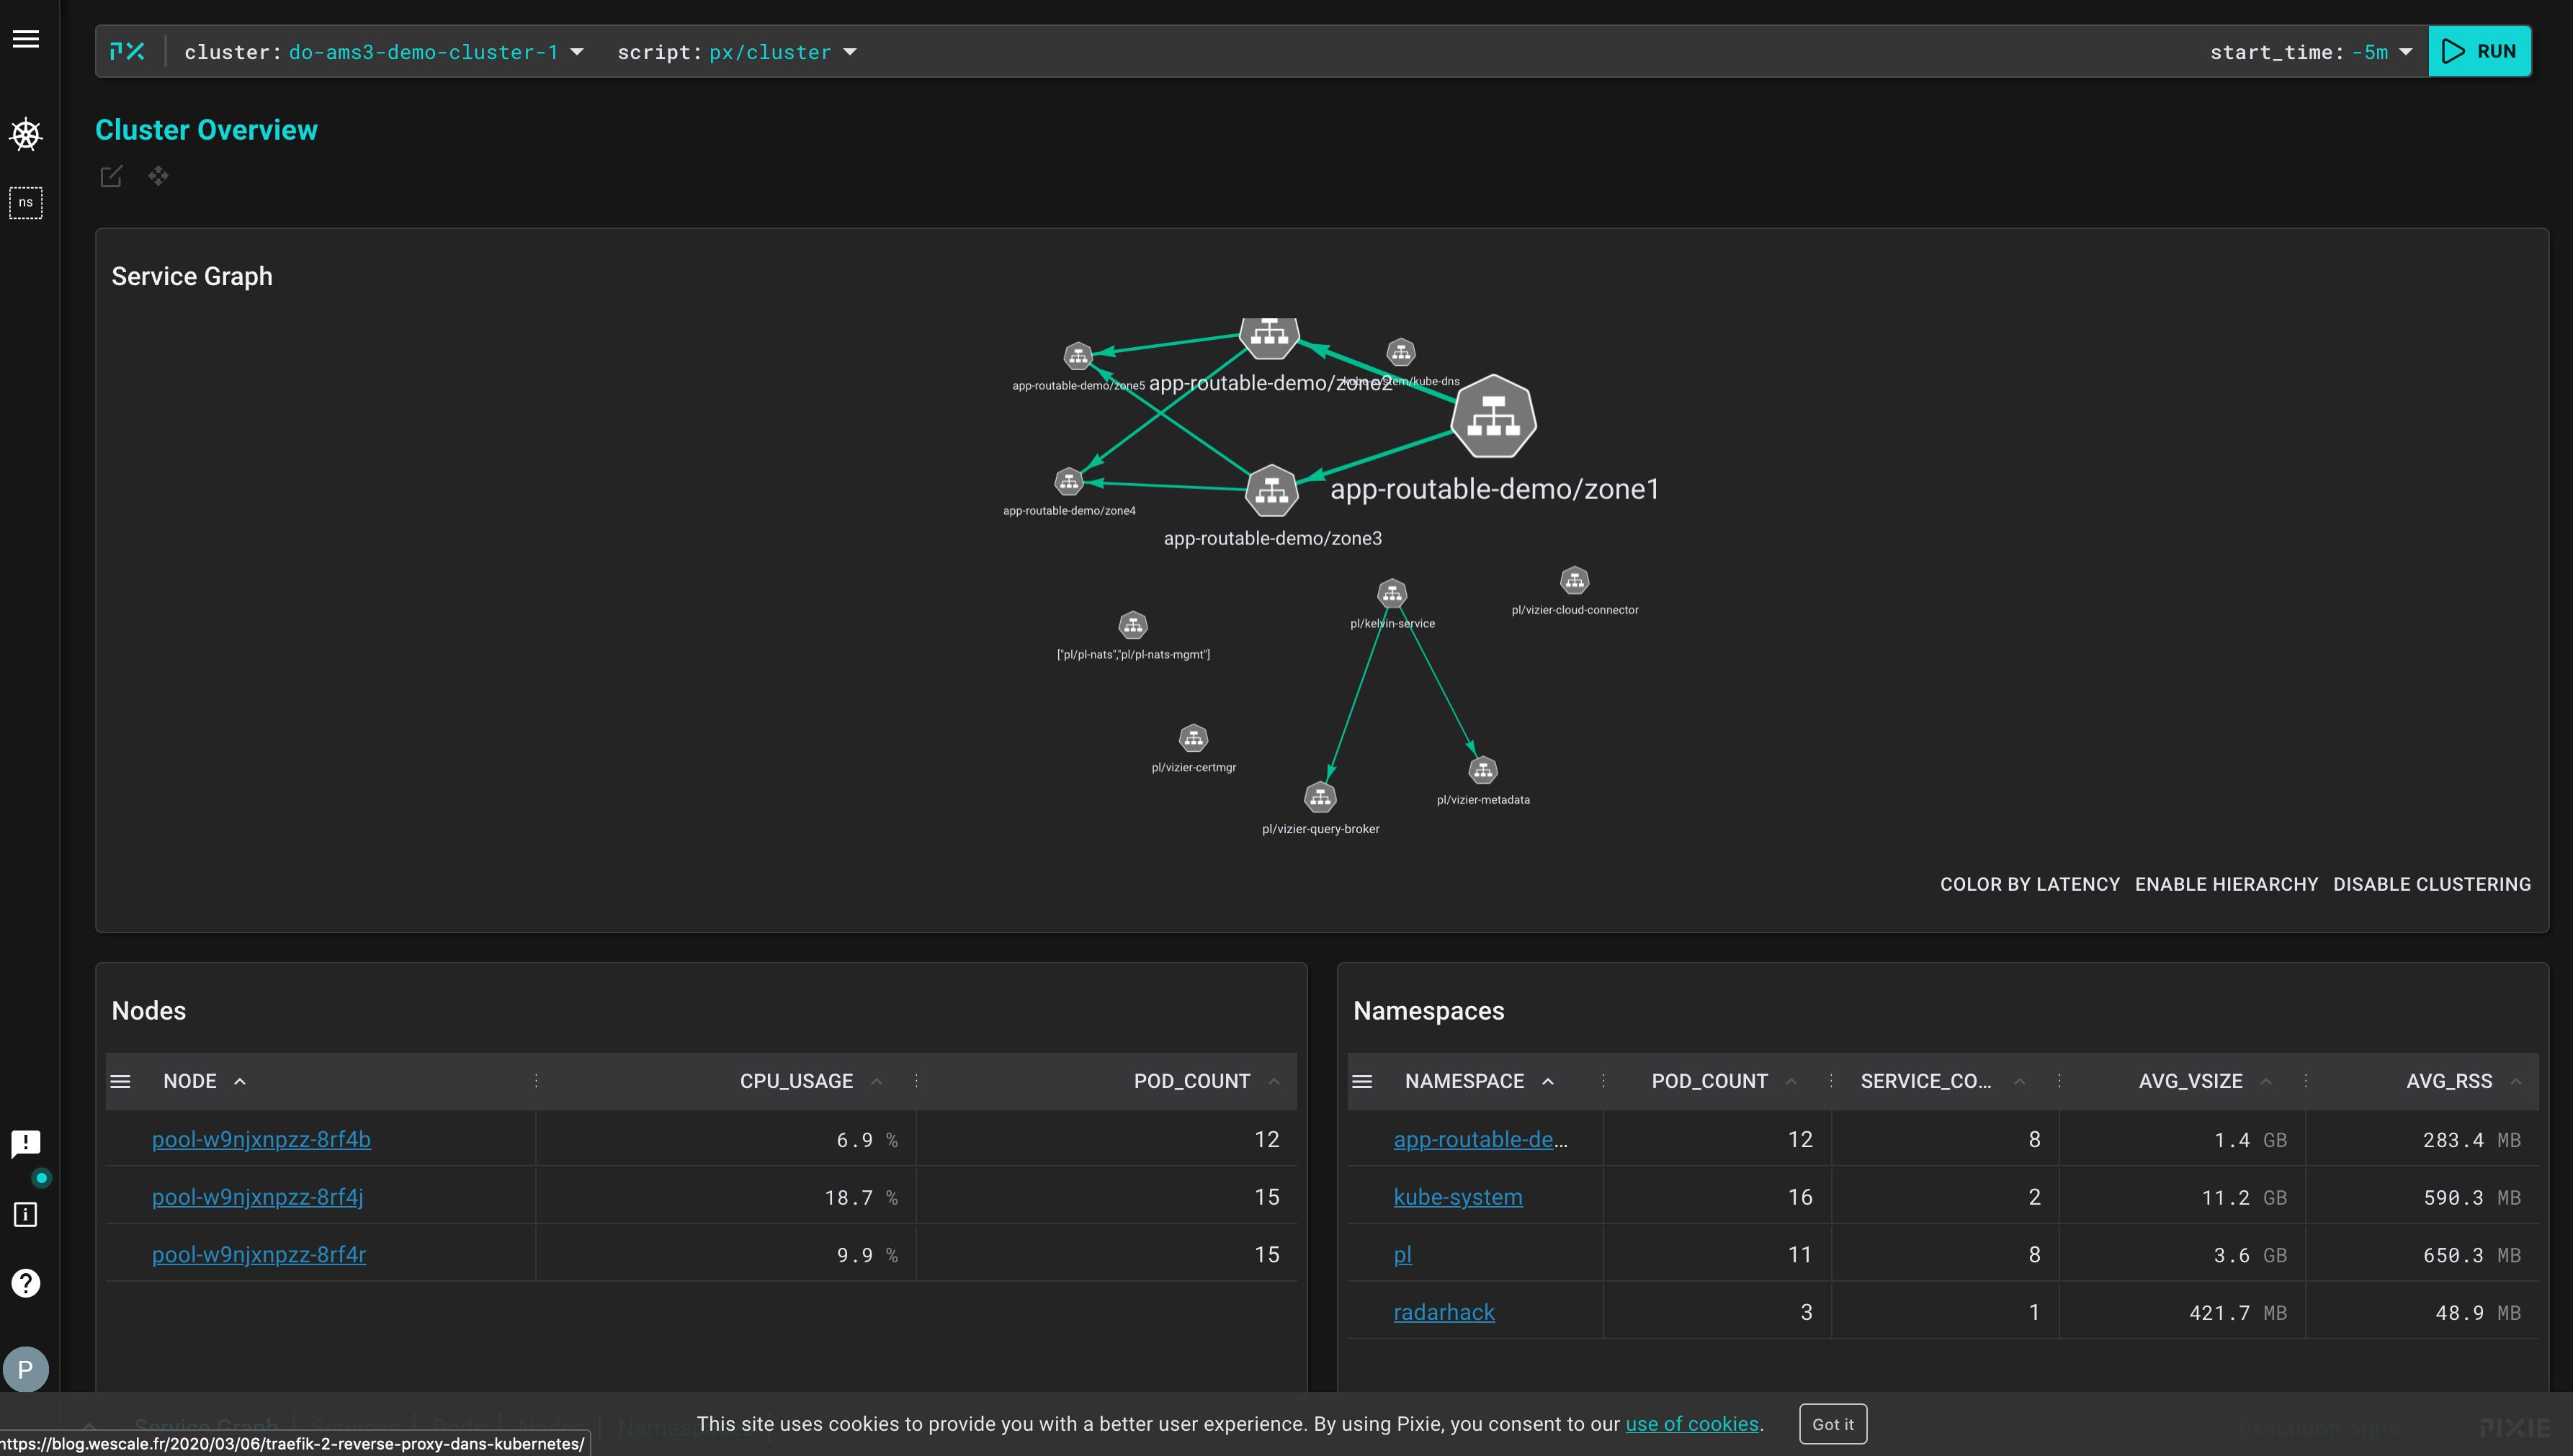 PX cluster: do-ams3-demo-cluster-1 script: px/cluster start_time: -5m RUN
Cluster Overview
ns
Service Graph
app-routable-demo/zone5
app-routable-demo/zone2
kube-system/kube-dns
app-routable-demo/zone1
app-routable-demo/zone4
app-routable-demo/zone3
pl/vizier-cloud-connector
pl/kelvin-service
["pl/pl-nats","pl/pl-nats-mgmt"]
pl/vizier-certmgr
pl/vizier-metadata
pl/vizier-query-broker
COLOR BY LATENCY ENABLE HIERARCHY DISABLE CLUSTERING
Nodes
NODE CPU_USAGE POD_COUNT
pool-w9njxnpzz-8rf4b 6.9 % 12
pool-w9njxnpzz-8rf4j 18.7 % 15
pool-w9njxnpzz-8rf4r 9.9 % 15
Namespaces
NAMESPACE POD_COUNT SERVICE_CO... AVG_VSIZE AVG_RSS
app-routable-de... 12 8 1.4 GB 283.4 MB
kube-system 16 2 11.2 GB 590.3 MB
pl 11 8 3.6 GB 650.3 MB
radarhack 3 1 421.7 MB 48.9 MB
P
Service Graph
This site uses cookies to provide you with a better user experience. By using Pixie, you consent to our use of cookies. Got it
Execution Stats PIXIE
https://blog.wescale.fr/2020/03/06/traefik-2-reverse-proxy-dans-kubernetes/